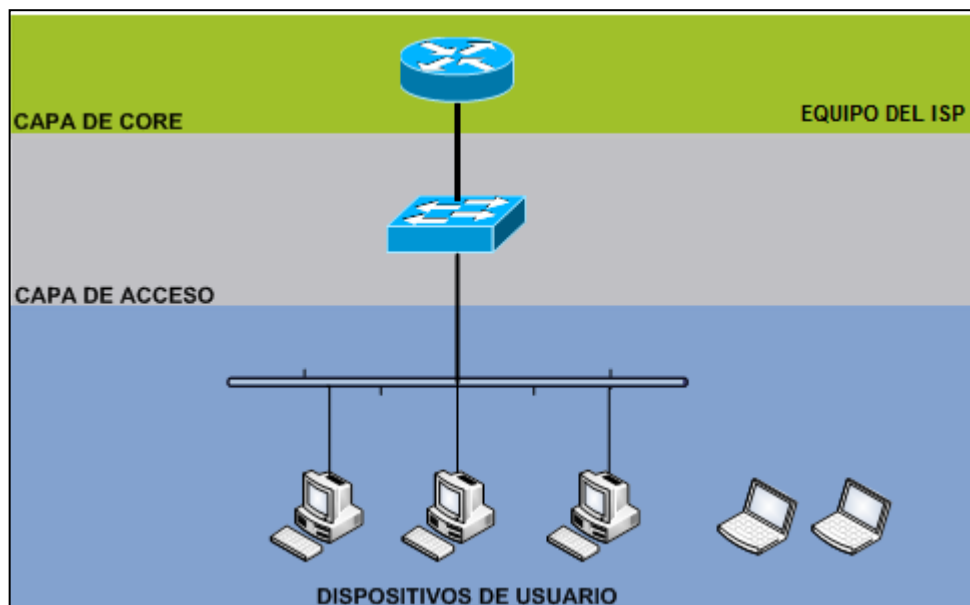 CAPA DE CORE
EQUIPO DEL ISP
CAPA DE ACCESO
DISPOSITIVOS DE USUARIO